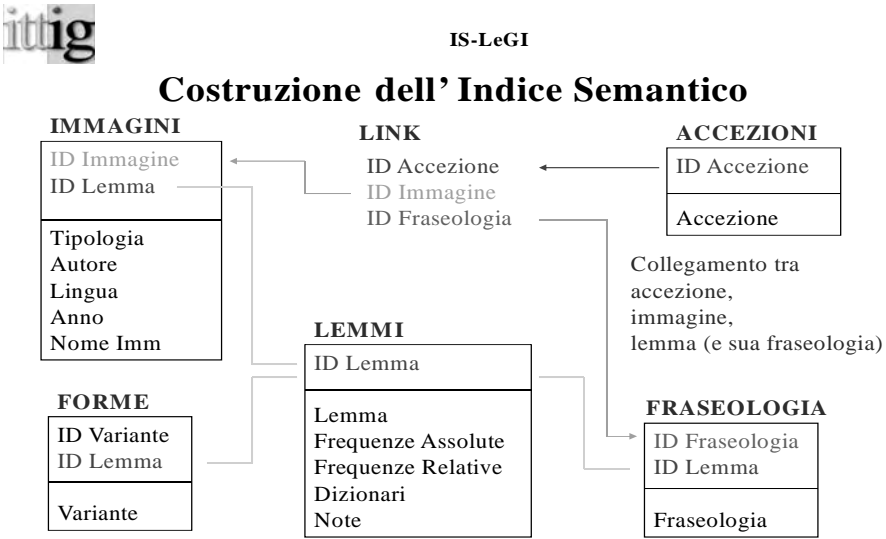 ittig
IS-LeGI
Costruzione dell' Indice Semantico
IMMAGINI
ID Immagine
ID Lemma
Tipologia
Autore
Lingua
Anno
Nome Imm
LINK
ID Accezione
ID Immagine
ID Fraseologia
ACCEZIONI
ID Accezione
Accezione
Collegamento tra
accezione,
immagine,
lemma (e sua fraseologia)
LEMMI
ID Lemma
Lemma
Frequenze Assolute
Frequenze Relative
Dizionari
Note
FORME
ID Variante
ID Lemma
Variante
FRASEOLOGIA
ID Fraseologia
ID Lemma
Fraseologia